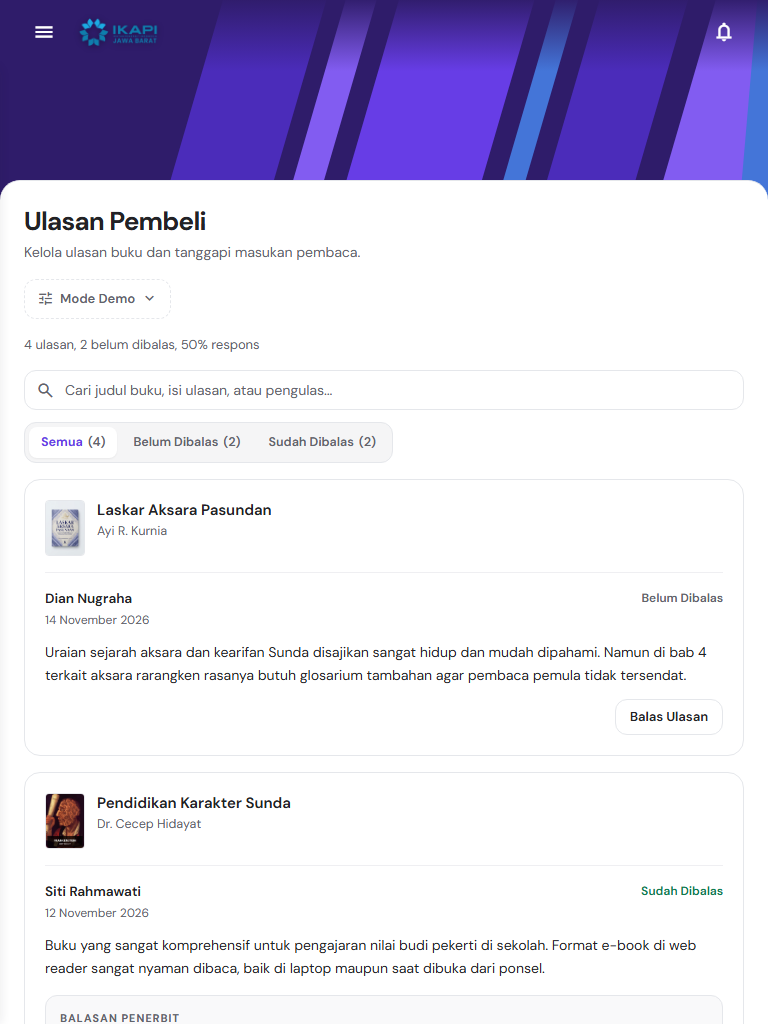 IKAPI
JAWA BARAT
Ulasan Pembeli
Kelola ulasan buku dan tanggapi masukan pembaca.
Mode Demo
4 ulasan, 2 belum dibalas, 50% respons
Cari judul buku, isi ulasan, atau pengulas...
Semua (4) Belum Dibalas (2) Sudah Dibalas (2)
LASKAR
AKSARA
PASUNDAN
Laskar Aksara Pasundan
Ayi R. Kurnia
Dian Nugraha Belum Dibalas
14 November 2026
Uraian sejarah aksara dan kearifan Sunda disajikan sangat hidup dan mudah dipahami. Namun di bab 4
terkait aksara rarangken rasanya butuh glosarium tambahan agar pembaca pemula tidak tersendat.
Balas Ulasan
Pendidikan Karakter Sunda
Dr. Cecep Hidayat
Siti Rahmawati Sudah Dibalas
12 November 2026
Buku yang sangat komprehensif untuk pengajaran nilai budi pekerti di sekolah. Format e-book di web
reader sangat nyaman dibaca, baik di laptop maupun saat dibuka dari ponsel.
BALASAN PENERBIT